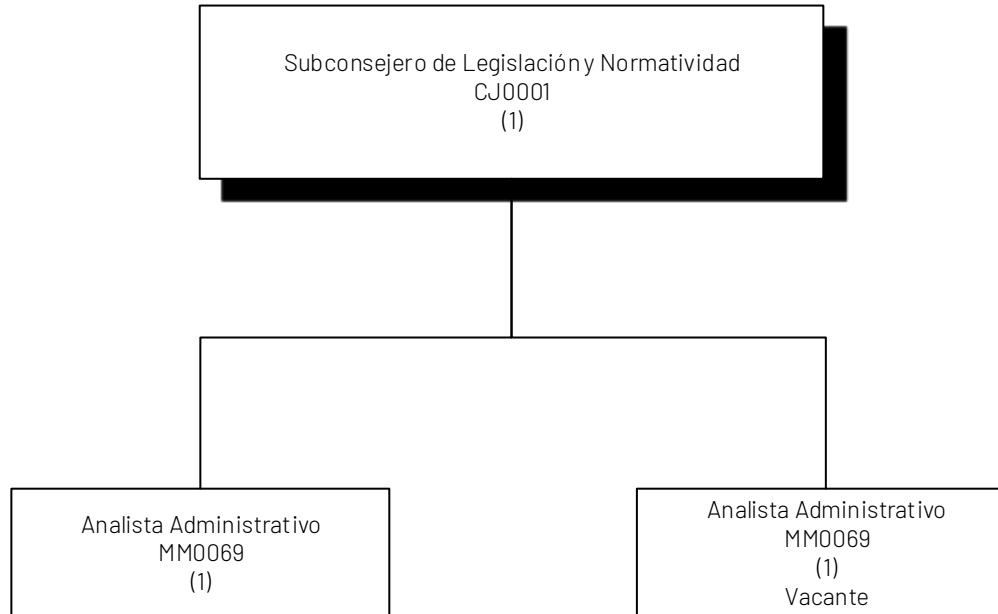 Subconsejero de Legislación y Normatividad
CJ0001
(1)
Analista Administrativo
MM0069
(1)
Analista Administrativo
MM0069
(1)
Vacante